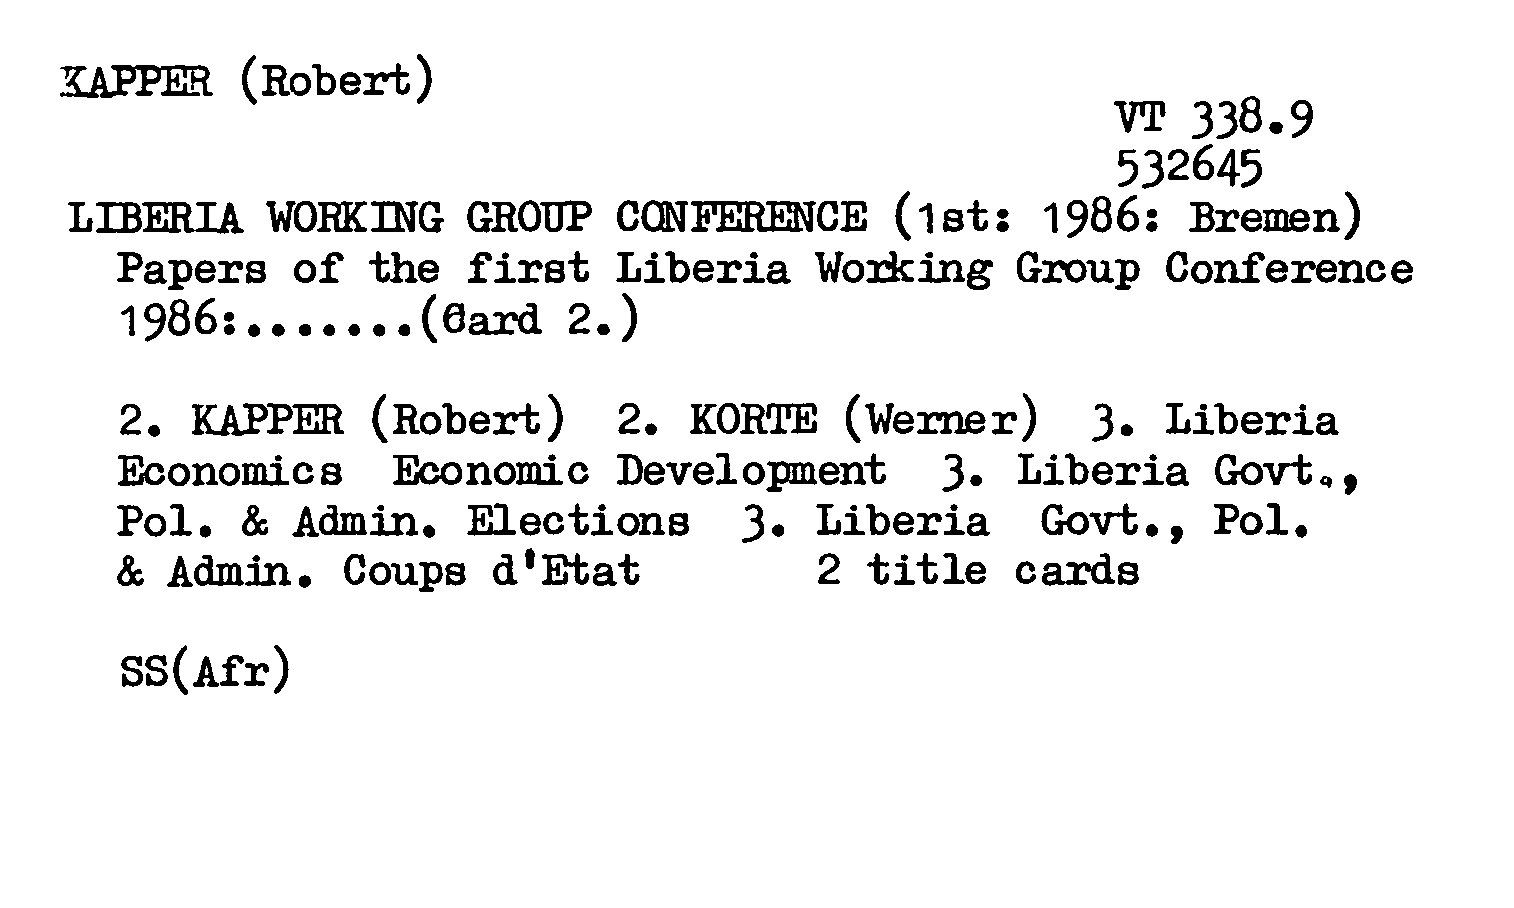 KAPPER (Robert)
VT 338.9
532645
LIBERIA WORKING GROUP CONFERENCE (1st: 1986: Bremen)
Papers of the first Liberia Working Group Conference
1986:.......(Card 2.)
2. KAPPER (Robert)  2. KORTE (Werner)  3. Liberia
Economics  Economic Development  3. Liberia Govt.,
Pol. & Admin. Elections  3. Liberia  Govt., Pol.
& Admin. Coups d'Etat  2 title cards
SS(Afr)